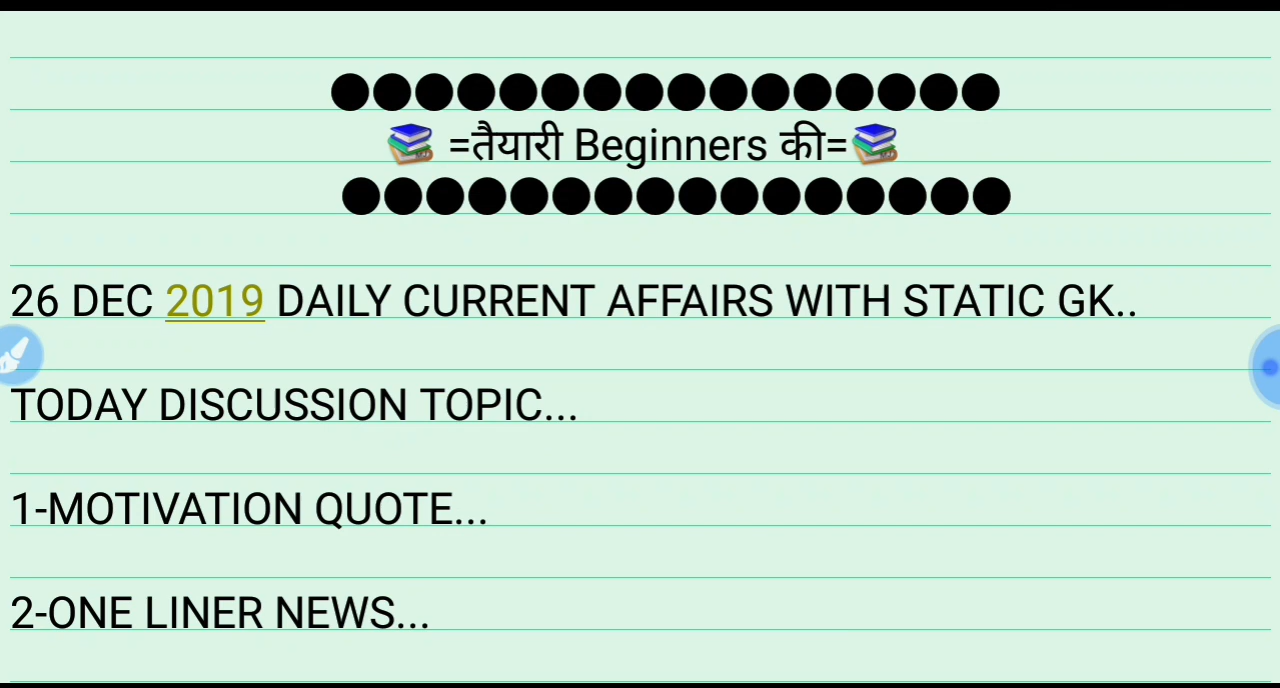 ●●●●●●●●●●●●●●●●
📚 =तैयारी Beginners की=📚
●●●●●●●●●●●●●●●●
26 DEC 2019 DAILY CURRENT AFFAIRS WITH STATIC GK..
TODAY DISCUSSION TOPIC...
1-MOTIVATION QUOTE...
2-ONE LINER NEWS...